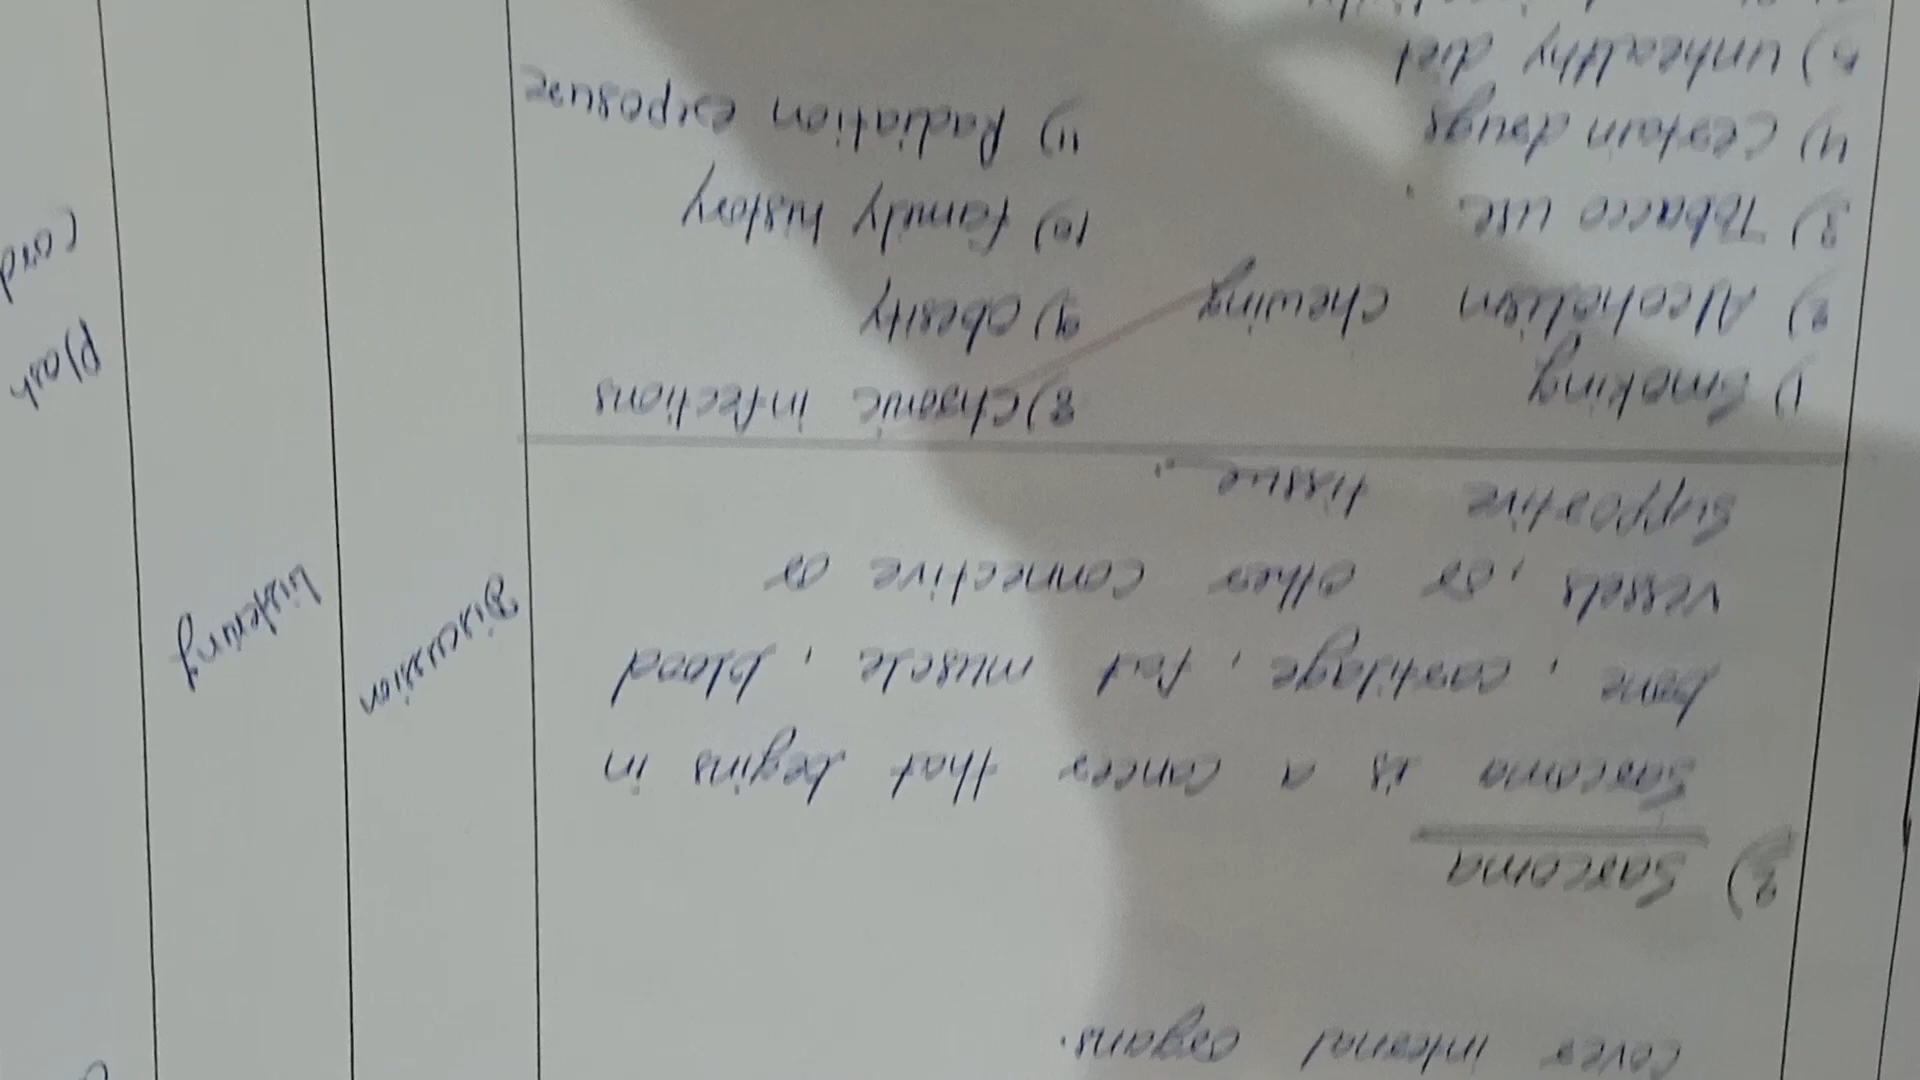 cover internal organs.
2) Sarcoma
Sarcoma is a cancer that begins in
bone, cartilage, fat, muscle, blood
vessels, or other connective or
supportive tissue.
Discussion
Listening
1) Smoking
2) Alcoholism chewing
3) Tobacco use.
4) Certain drugs
5) Unhealthy diet
8) Chronic infections
9) Obesity
10) Family history
11) Radiation exposure
Flash
Card